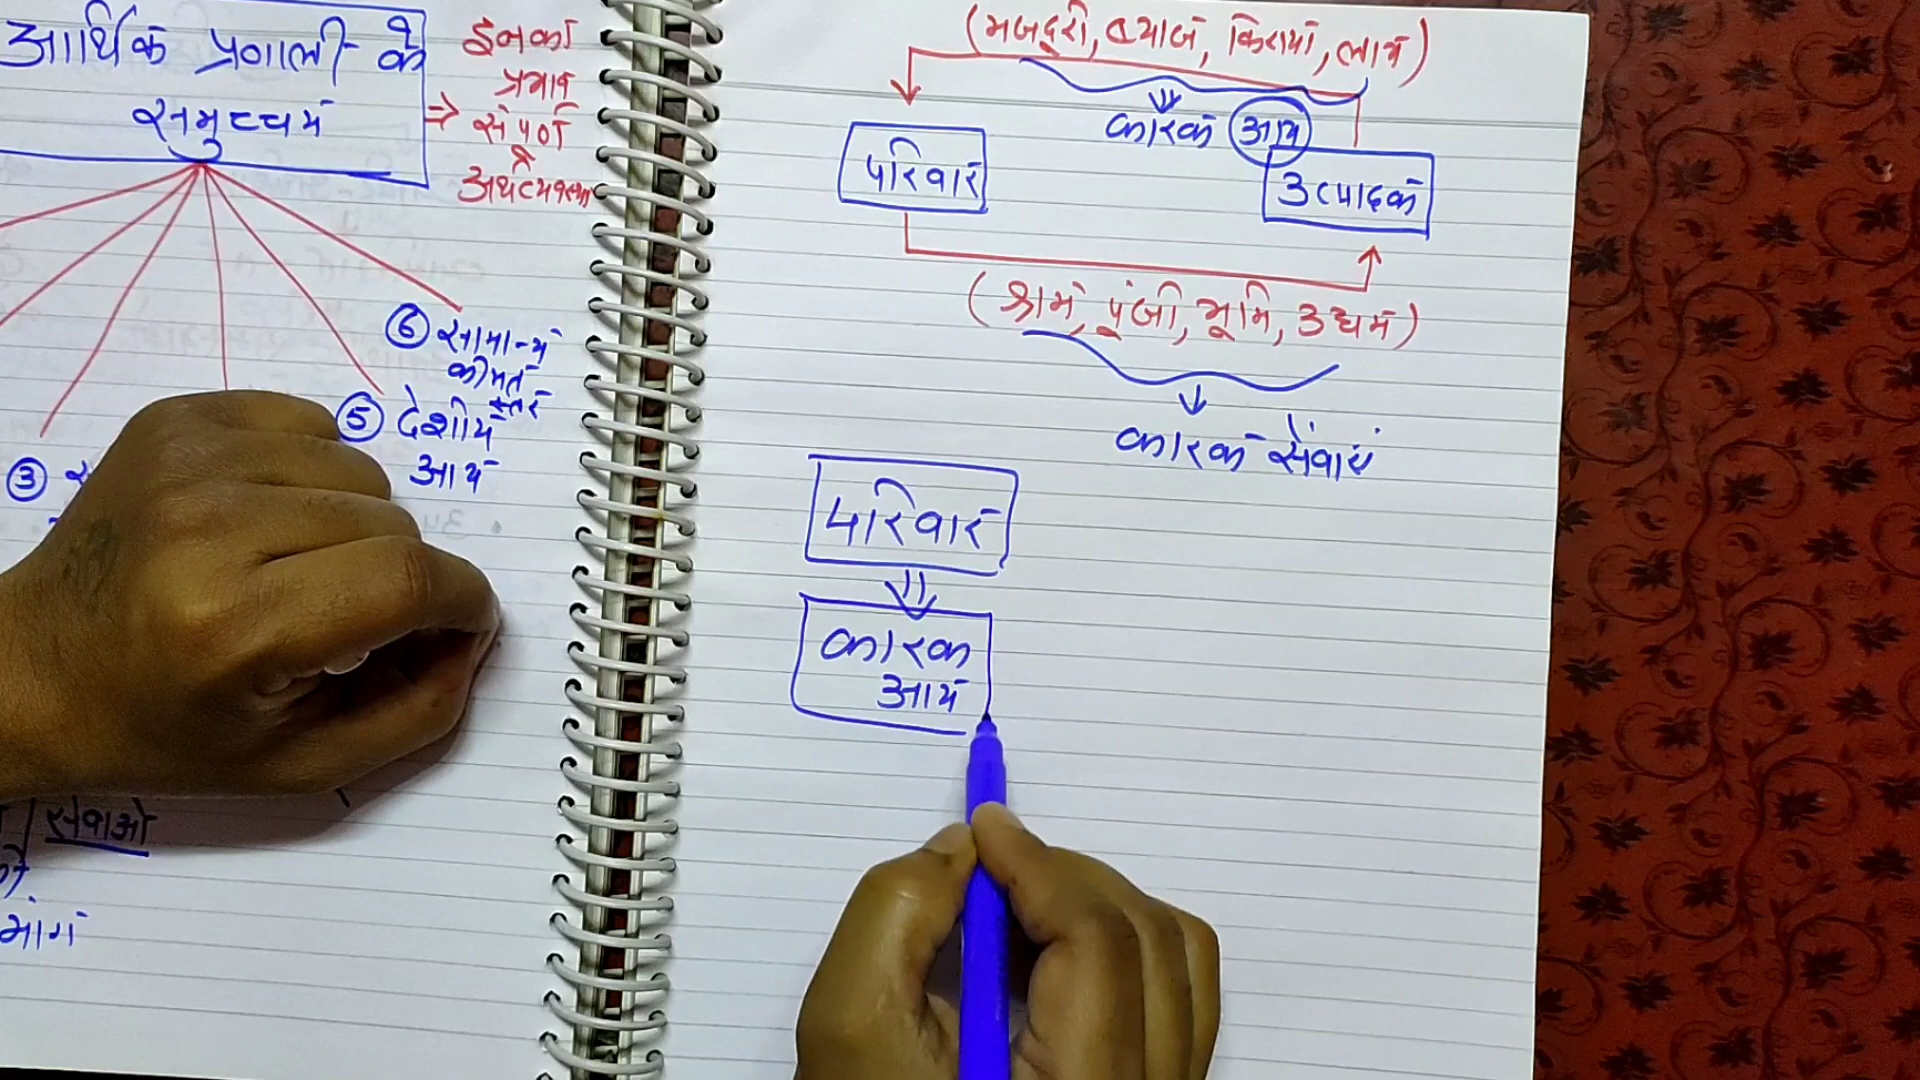 आर्थिक प्रणाली के
समुच्चय
इनका
प्रभाव
संपूर्ण
अर्थव्यवस्था
⑥ सामान्य
कीमत
स्तर
⑤ देशीय
आय
③
सेवाओ
की
मांग
(मजदूरी, ब्याज, किराया, लाभ)
कारक आय
परिवार
उत्पादक
(श्रम, पूंजी, भूमि, उद्यम)
कारक सेवाएं
परिवार
कारक
आय